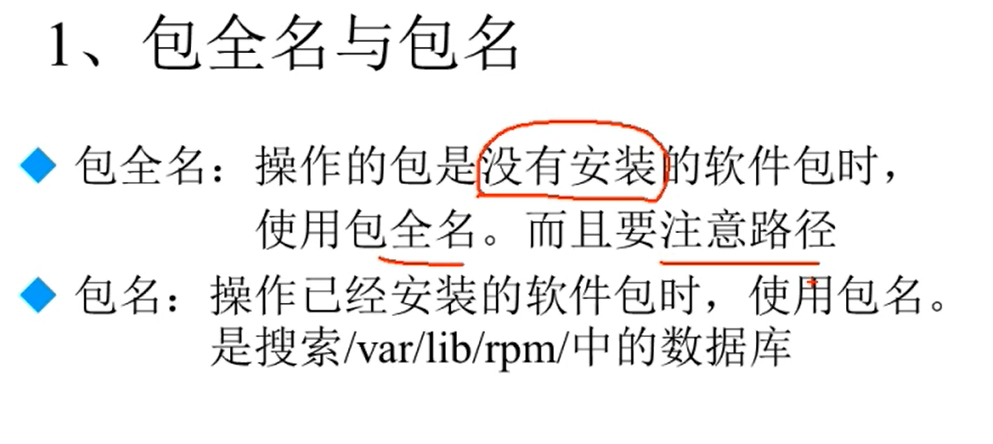 1、包全名与包名
包全名：操作的包是没有安装的软件包时，
使用包全名。而且要注意路径
包名：操作已经安装的软件包时，使用包名。
是搜索/var/lib/rpm/中的数据库